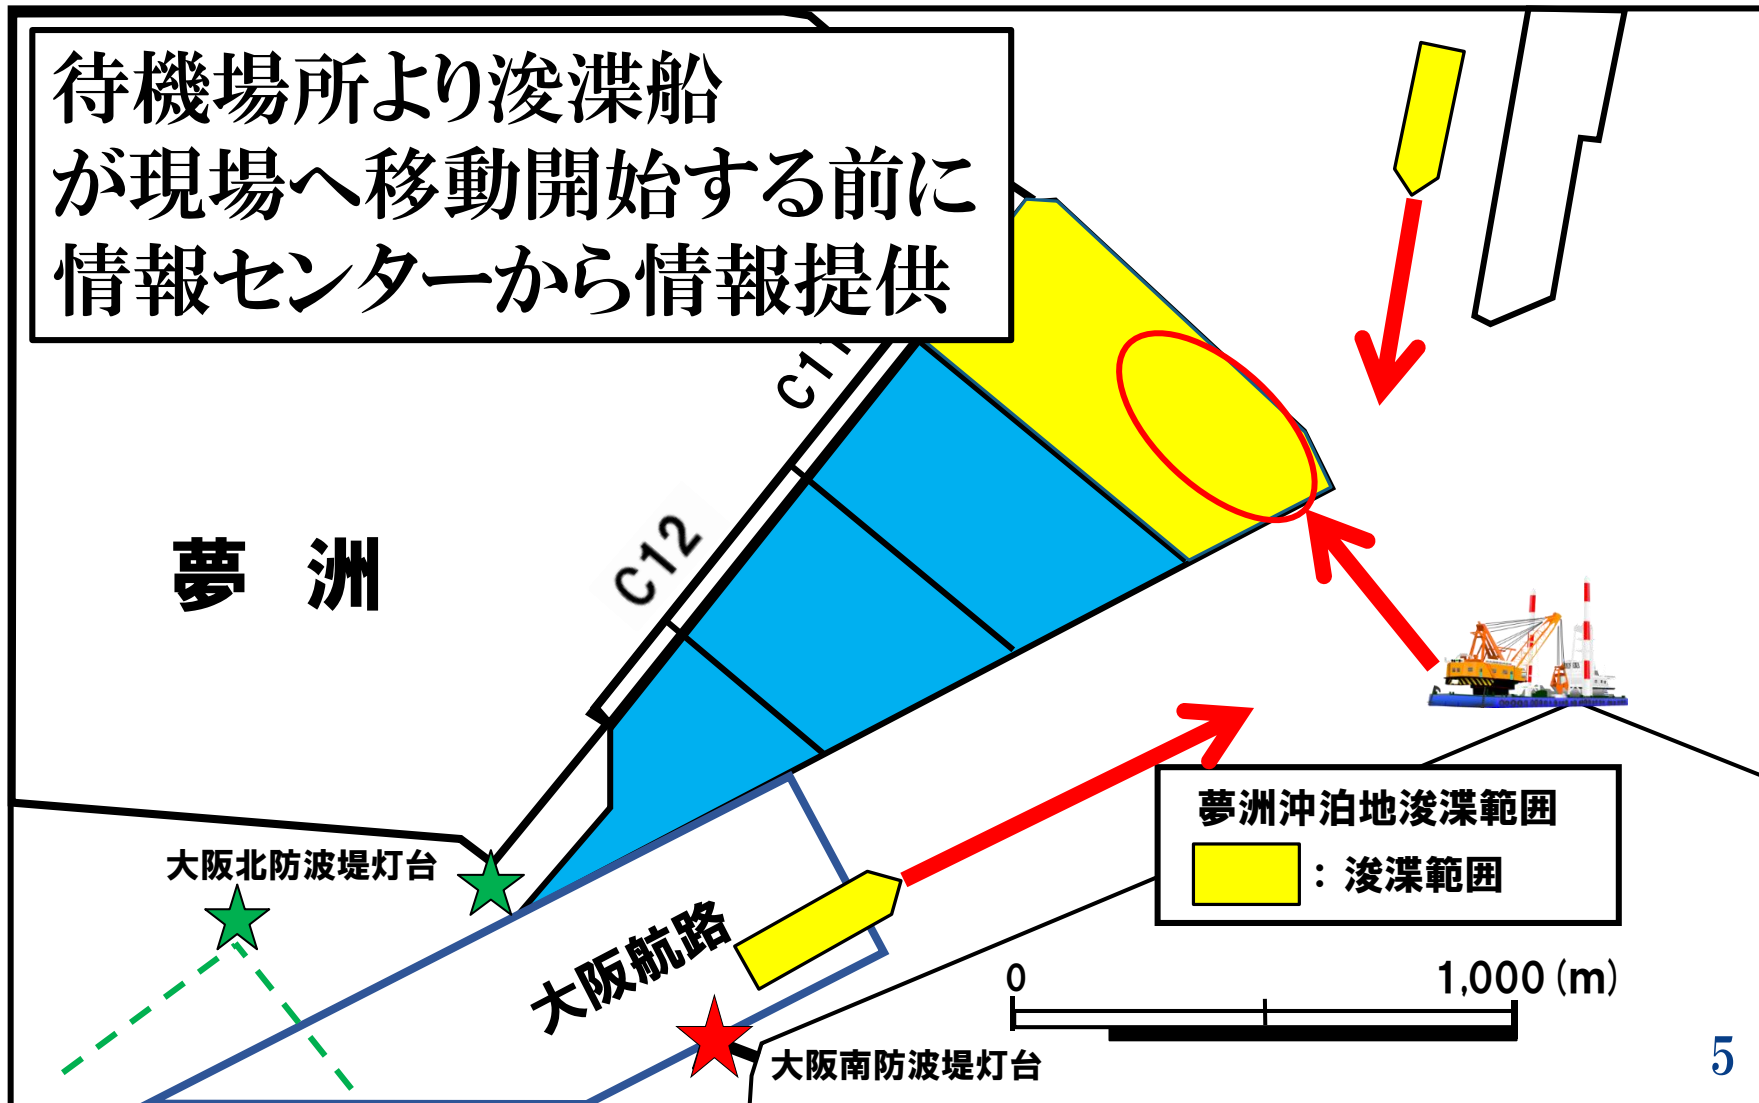 待機場所より浚渫船
が現場へ移動開始する前に
情報センターから情報提供
C11
C12
夢 洲
大阪北防波堤灯台
大阪航路
夢洲沖泊地浚渫範囲
：浚渫範囲
0
1,000(m)
大阪南防波堤灯台
5